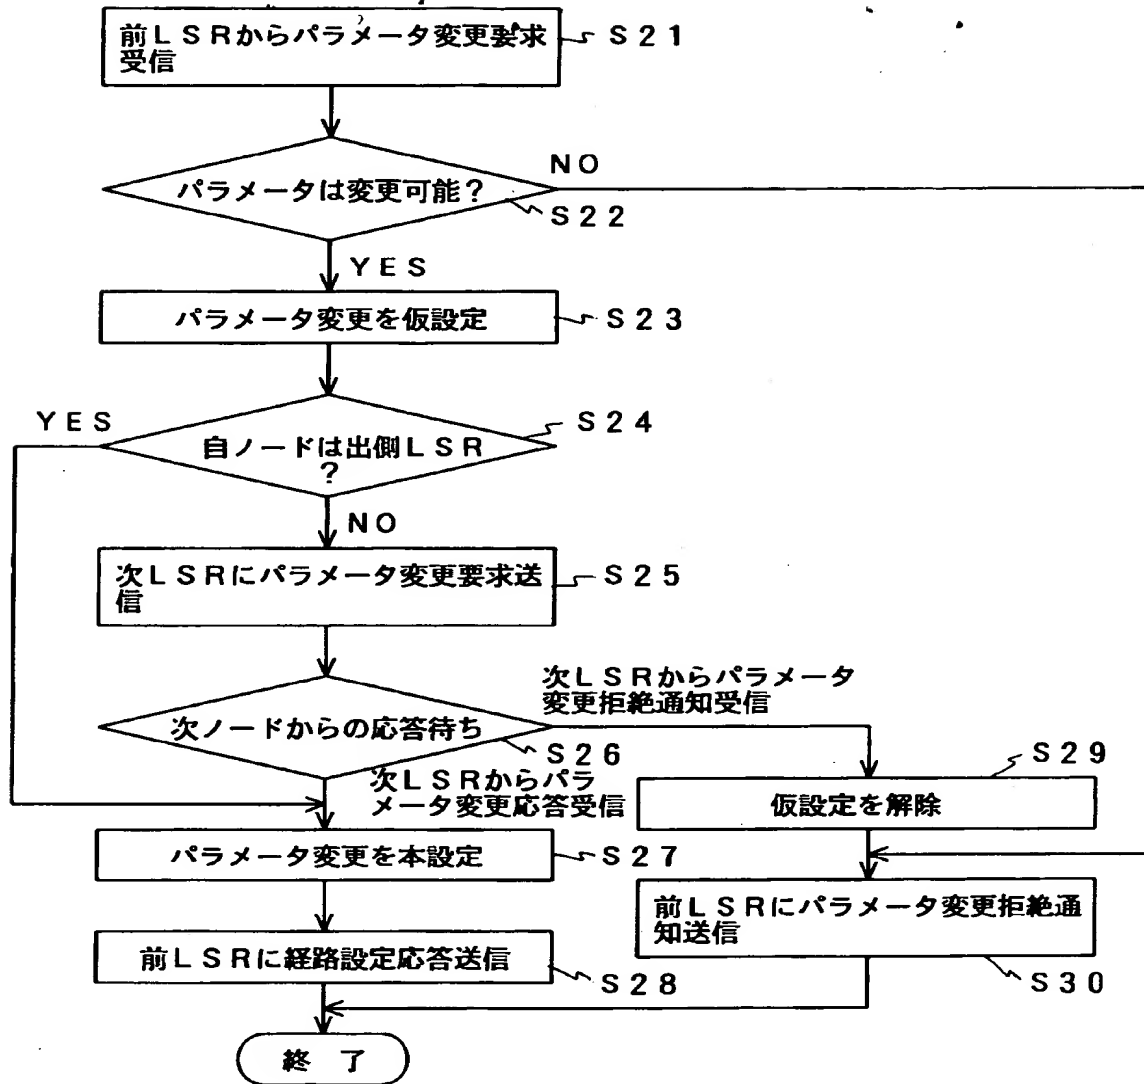 前LSRからパラメータ変更要求
受信
S21
パラメータは変更可能?
NO
S22
YES
パラメータ変更を仮設定
S23
YES
自ノードは出側LSR
?
S24
NO
次LSRにパラメータ変更要求送
信
S25
次ノードからの応答待ち
S26
次LSRからパラメータ
変更拒絶通知受信
次LSRからパラ
メータ変更応答受信
S29
仮設定を解除
パラメータ変更を本設定
S27
前LSRにパラメータ変更拒絶通
知送信
S30
前LSRに経路設定応答送信
S28
終 了